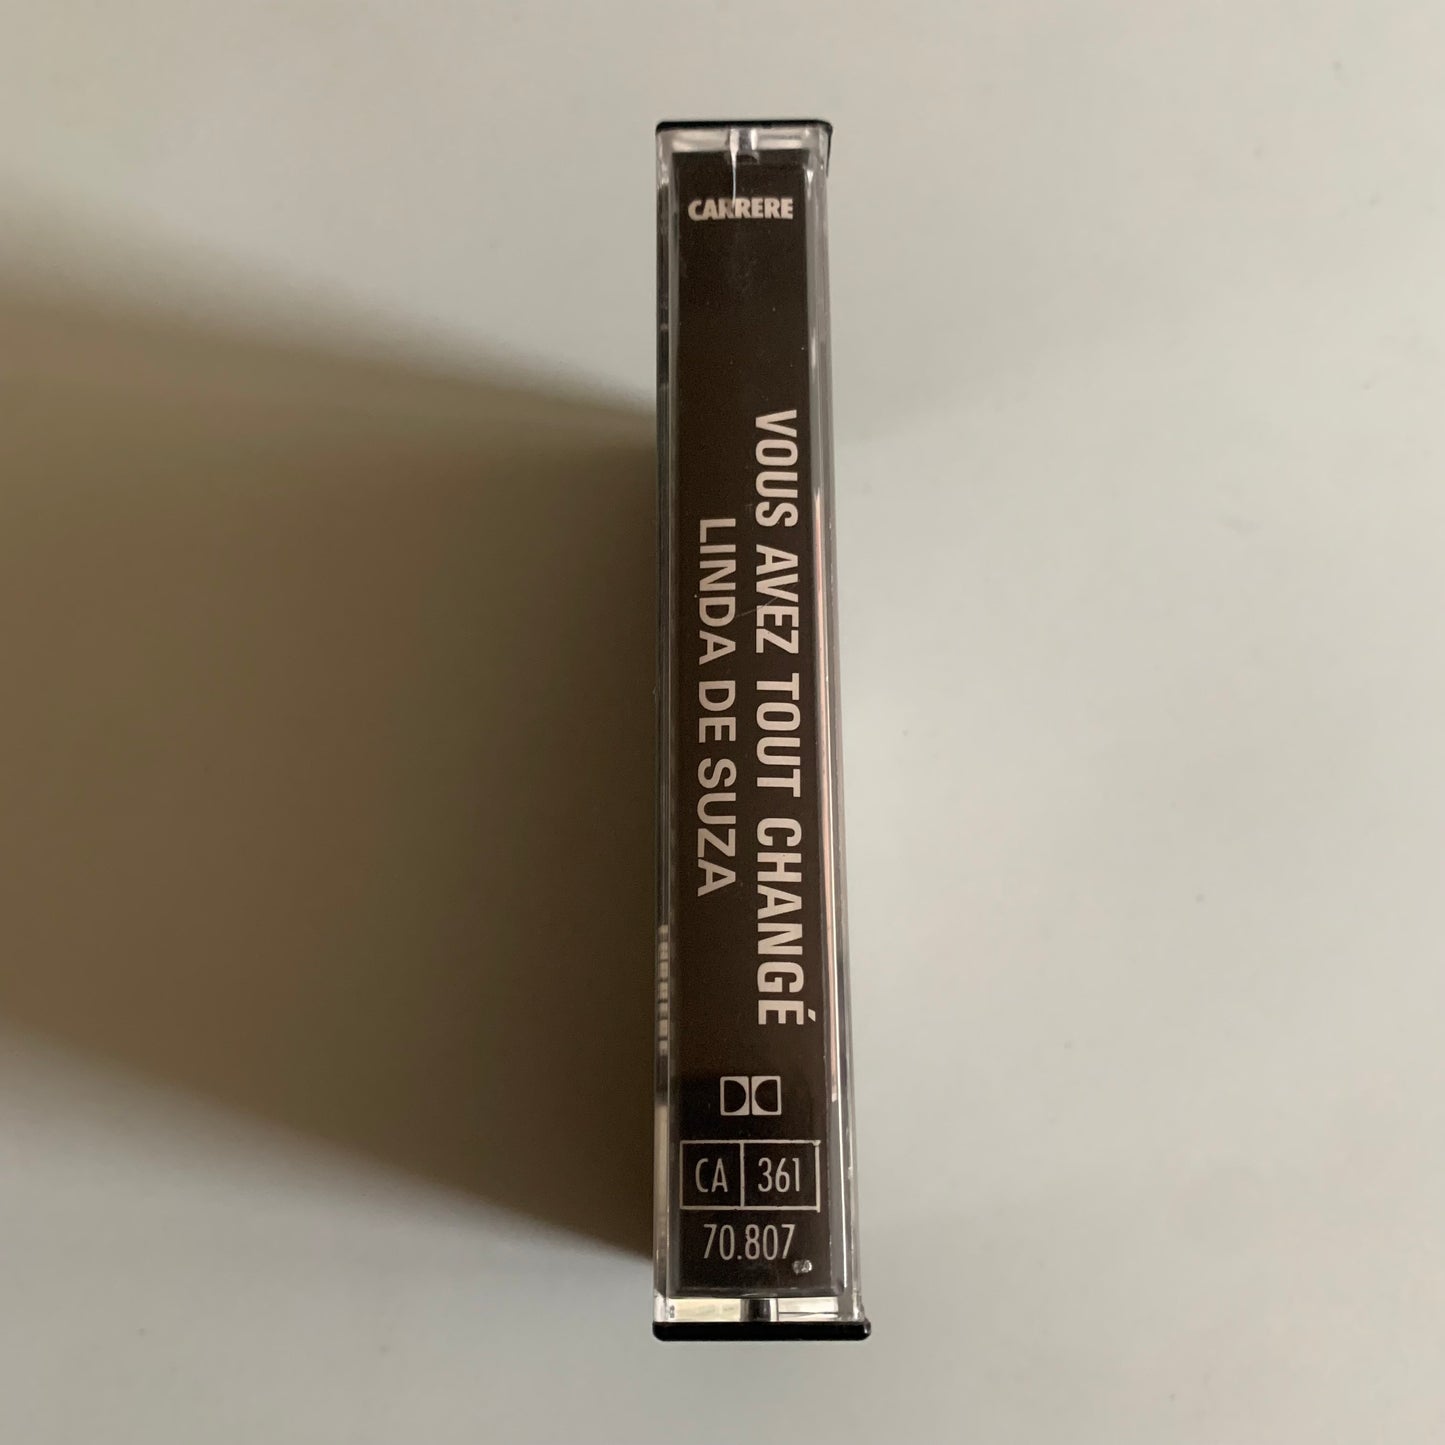 CARRERE
VOUS AVEZ TOUT CHANGÉ
LINDA DE SUZA
CA 361
70.807